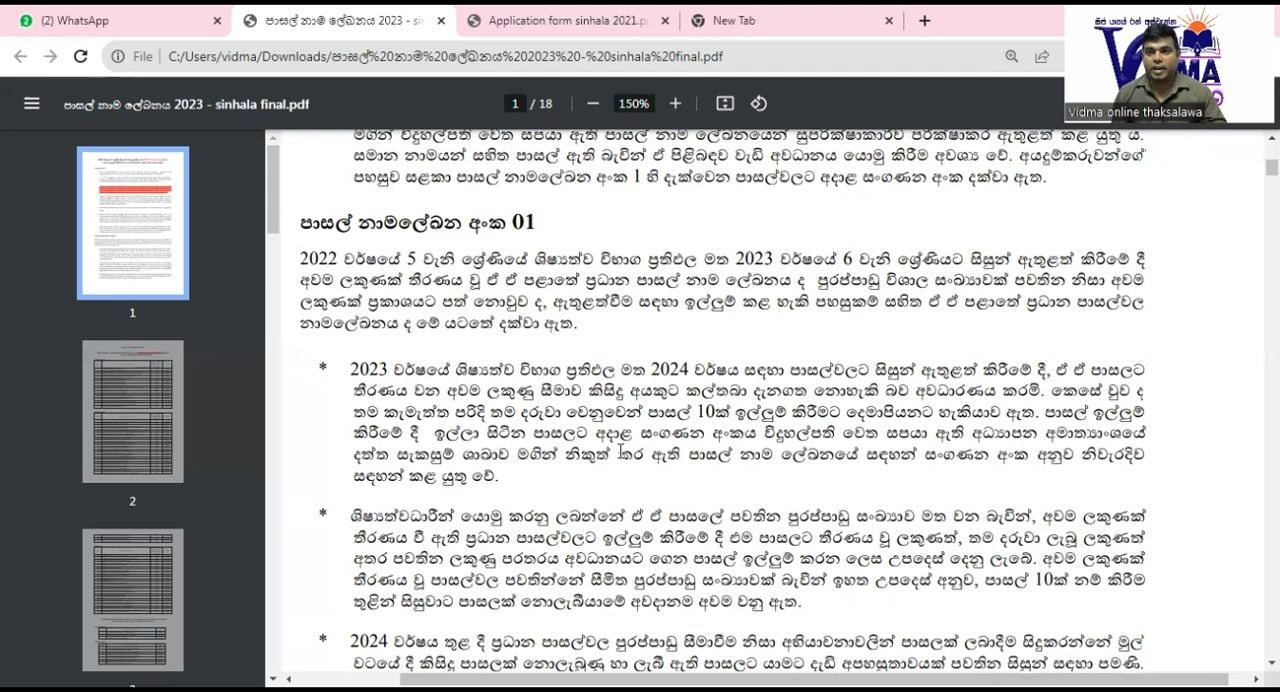 (2) WhatsApp
පාසල් නාම ලේඛනය 2023 - sin
Application form sinhala 2021.p
New Tab
සිප් යහෙර රන් අස්වැන්න
File
C:/Users/vidma/Downloads/පාසල්%20නාම%20ලේඛනය%202023%20-%20sinhala%20final.pdf
Vidma online thaksalawa
පාසල් නාම ලේඛනය 2023 - sinhala final.pdf
1 / 18
150%
මගින් විදුහල්පති වෙත සපයා ඇති පාසල් නාම ලේඛනයෙන් සුපරික්ෂාකාරීව පරීක්ෂාකර ඇතුළත් කළ යුතු ය.
සමාන නාමයන් සහිත පාසල් ඇති බැවින් ඒ පිළිබඳව වැඩි අවධානය යොමු කිරීම අවශ්‍ය වේ. අයදුම්කරුවන්ගේ
පහසුව සළකා පාසල් නාමලේඛන අංක 1 හි දැක්වෙන පාසල්වලට අදාළ සංගණන අංක දක්වා ඇත.
පාසල් නාමලේඛන අංක 01
2022 වර්ෂයේ 5 වැනි ශ්‍රේණියේ ශිෂ්‍යත්ව විභාග ප්‍රතිඵල මත 2023 වර්ෂයේ 6 වැනි ශ්‍රේණියට සිසුන් ඇතුළත් කිරීමේ දී
අවම ලකුණක් තීරණය වූ ඒ ඒ පළාතේ ප්‍රධාන පාසල් නාම ලේඛනය ද පුරප්පාඩු විශාල සංඛ්‍යාවක් පවතින නිසා අවම
ලකුණක් ප්‍රකාශයට පත් නොවුව ද, ඇතුළත්වීම සඳහා ඉල්ලුම් කළ හැකි පහසුකම් සහිත ඒ ඒ පළාතේ ප්‍රධාන පාසල්වල
නාමලේඛනය ද මේ යටතේ දක්වා ඇත.
* 2023 වර්ෂයේ ශිෂ්‍යත්ව විභාග ප්‍රතිඵල මත 2024 වර්ෂය සඳහා පාසල්වලට සිසුන් ඇතුළත් කිරීමේ දී, ඒ ඒ පාසලට
තීරණය වන අවම ලකුණු සීමාව කිසිදු අයකුට කල්තබා දැනගත නොහැකි බව අවධාරණය කරමි. කෙසේ වුව ද
තම කැමැත්ත පරිදි තම දරුවා වෙනුවෙන් පාසල් 10ක් ඉල්ලුම් කිරීමට දෙමාපියනට හැකියාව ඇත. පාසල් ඉල්ලුම්
කිරීමේ දී ඉල්ලා සිටින පාසලට අදාළ සංගණන අංකය විදුහල්පති වෙත සපයා ඇති අධ්‍යාපන අමාත්‍යාංශයේ
දත්ත සැකසුම් ශාඛාව මගින් නිකුත් කර ඇති පාසල් නාම ලේඛනයේ සඳහන් සංගණන අංක අනුව නිවැරදිව
සඳහන් කළ යුතු වේ.
* ශිෂ්‍යත්වධාරීන් යොමු කරනු ලබන්නේ ඒ ඒ පාසලේ පවතින පුරප්පාඩු සංඛ්‍යාව මත වන බැවින්, අවම ලකුණක්
තීරණය වී ඇති ප්‍රධාන පාසල්වලට ඉල්ලුම් කිරීමේ දී එම පාසලට තීරණය වූ ලකුණත්, තම දරුවා ලැබූ ලකුණත්
අතර පවතින ලකුණු පරතරය අවධානයට ගෙන පාසල් ඉල්ලුම් කරන ලෙස උපදෙස් දෙනු ලැබේ. අවම ලකුණක්
තීරණය වූ පාසල්වල පවතින්නේ සීමිත පුරප්පාඩු සංඛ්‍යාවක් බැවින් ඉහත උපදෙස් අනුව, පාසල් 10ක් නම් කිරීම
තුළින් සිසුවාට පාසලක් නොලැබීයාමේ අවදානම අවම වනු ඇත.
* 2024 වර්ෂය තුළ දී ප්‍රධාන පාසල්වල පුරප්පාඩු සීමාවීම නිසා අභියාචනාවලින් පාසලක් ලබාදීම සිදුකරන්නේ මුල්
වටයේ දී කිසිදු පාසලක් නොලැබුණු හා ලැබී ඇති පාසලට යාමට දැඩි අපහසුතාවයක් පවතින සිසුන් සඳහා පමණි.
1
2